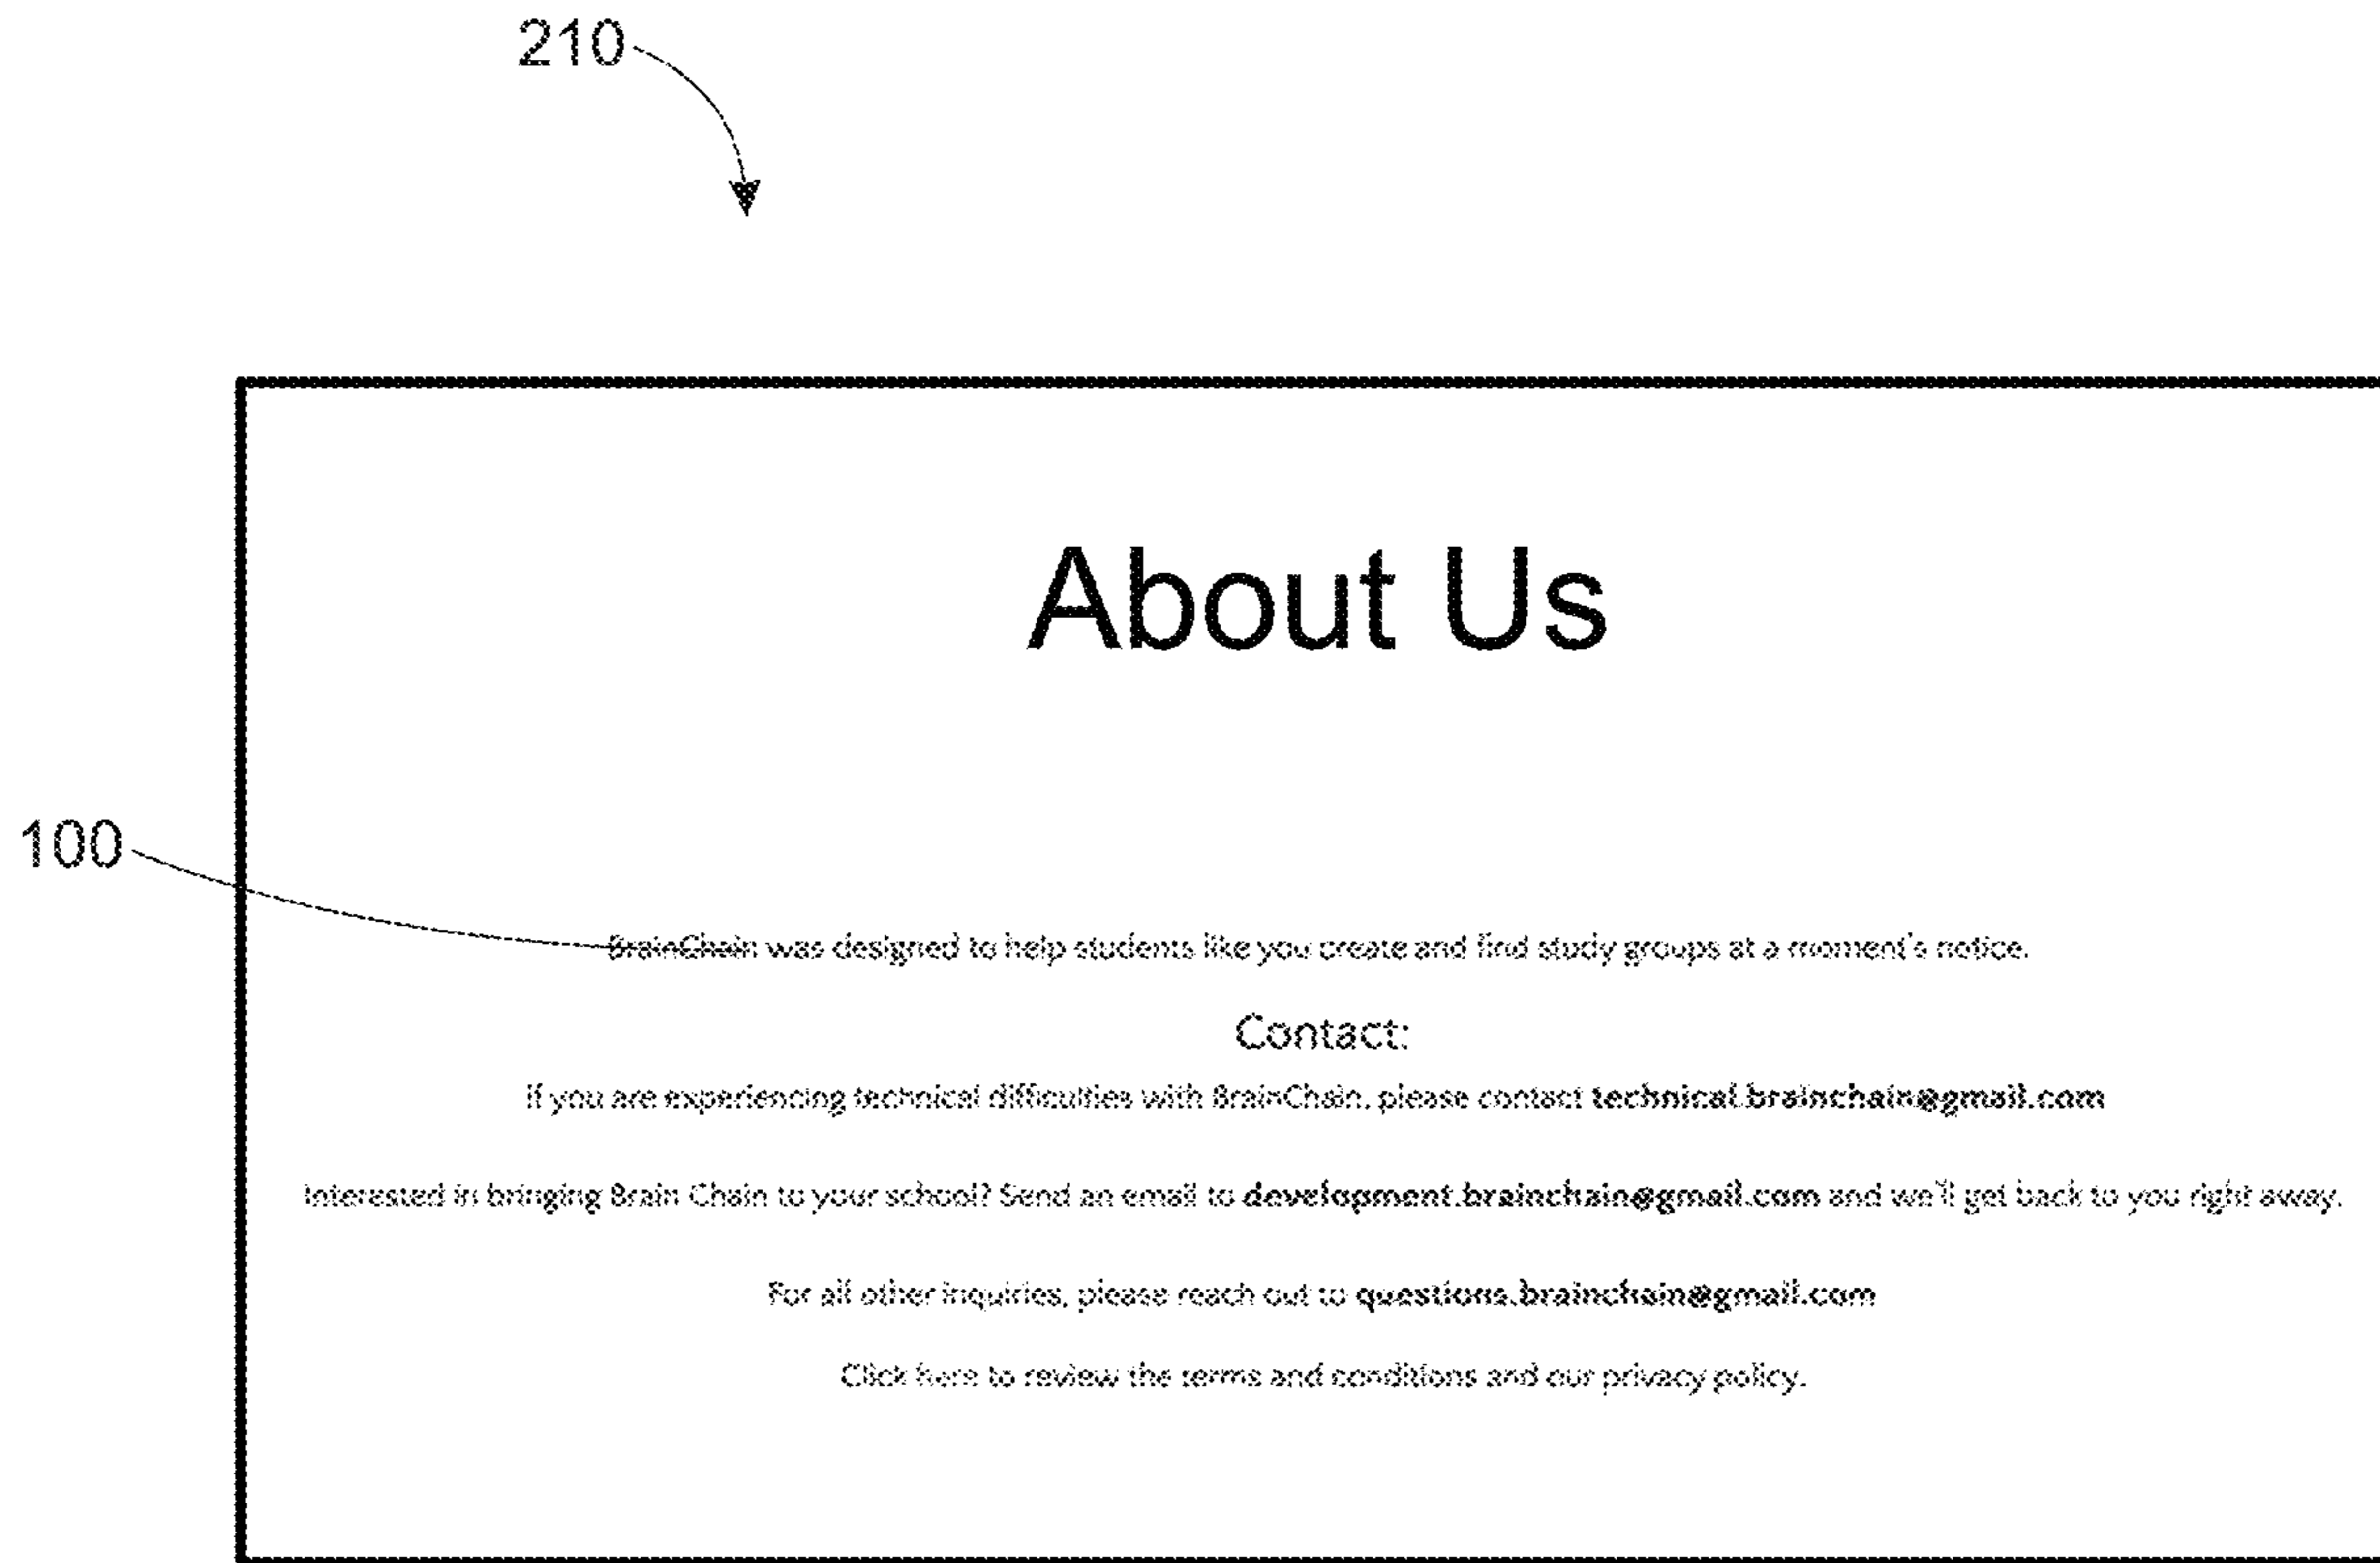 210
About Us
100
BrainChain was designed to help students like you create and find study groups at a moment's notice.
Contact:
If you are experiencing technical difficulties with BrainChain, please contact technical.brainchain@gmail.com
Interested in bringing Brain Chain to your school? Send an email to development.brainchain@gmail.com and we'll get back to you right away.
For all other inquiries, please reach out to questions.brainchain@gmail.com
Click here to review the terms and conditions and our privacy policy.